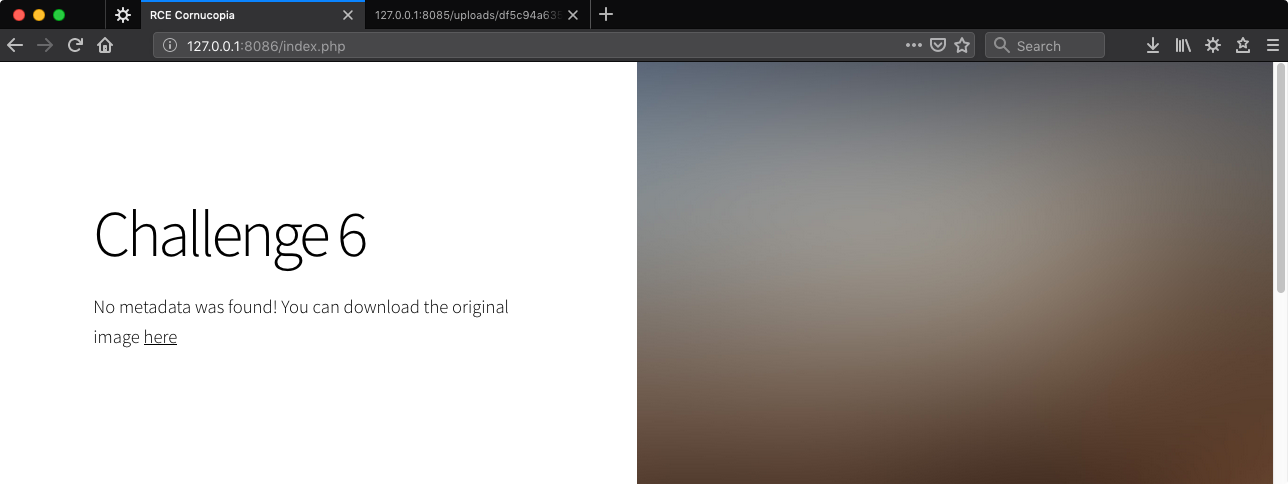 RCE Cornucopia
127.0.0.1:8085/uploads/df5c94a635
127.0.0.1:8086/index.php
Search
Challenge 6
No metadata was found! You can download the original
image here